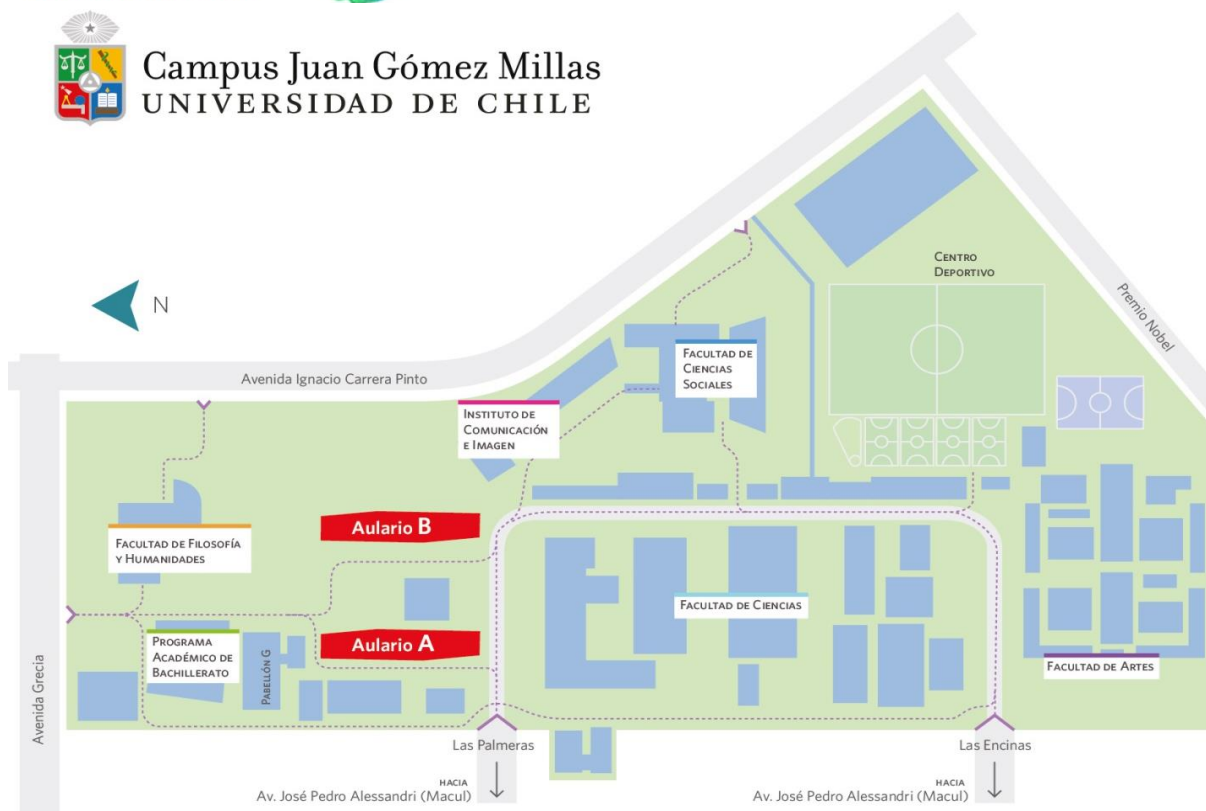 Campus Juan Gómez Millas
UNIVERSIDAD DE CHILE
N
CENTRO
DEPORTIVO
Premio Nobel
Avenida Ignacio Carrera Pinto
FACULTAD DE
CIENCIAS
SOCIALES
INSTITUTO DE
COMUNICACIÓN
E IMAGEN
Aulario B
FACULTAD DE FILOSOFÍA
Y HUMANIDADES
FACULTAD DE CIENCIAS
PROGRAMA
ACADÉMICO DE
BACHILLERATO
PABELLÓN G
Aulario A
FACULTAD DE ARTES
Avenida Grecia
Las Palmeras
Las Encinas
HACIA
Av. José Pedro Alessandri (Macul)
HACIA
Av. José Pedro Alessandri (Macul)